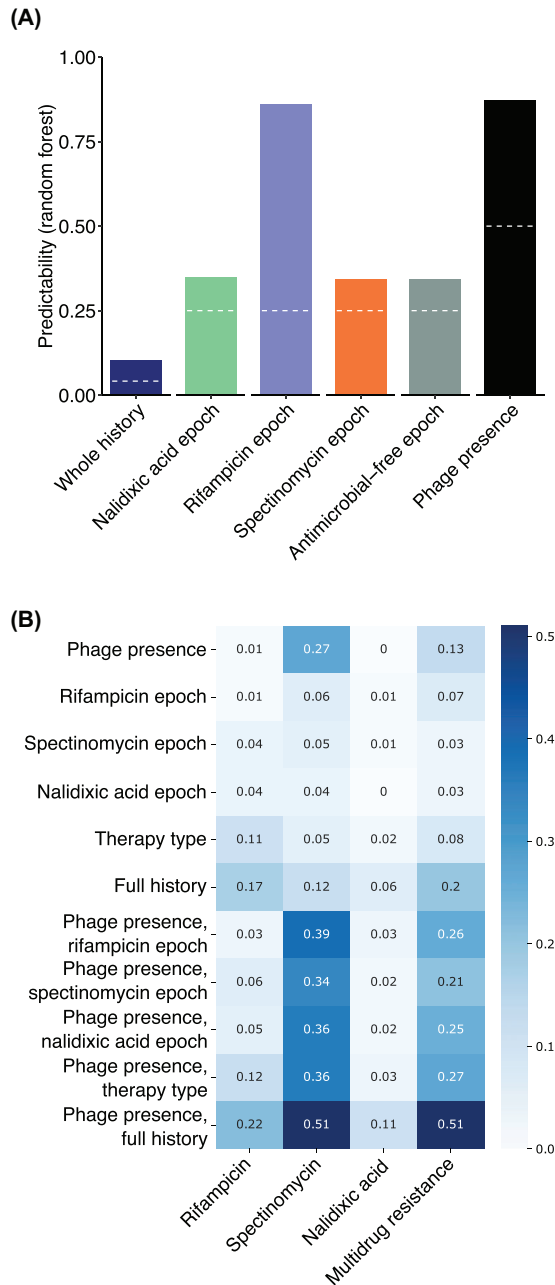 (A)
Predictability (random forest)
1.00
0.75
0.50
0.25
0.00
Whole history
Nalidixic acid epoch
Rifampicin epoch
Spectinomycin epoch
Antimicrobial−free epoch
Phage presence
(B)
Phage presence 0.01 0.27 0 0.13
Rifampicin epoch 0.01 0.06 0.01 0.07
Spectinomycin epoch 0.04 0.05 0.01 0.03
Nalidixic acid epoch 0.04 0.04 0 0.03
Therapy type 0.11 0.05 0.02 0.08
Full history 0.17 0.12 0.06 0.2
Phage presence,
rifampicin epoch 0.03 0.39 0.03 0.26
Phage presence,
spectinomycin epoch 0.06 0.34 0.02 0.21
Phage presence,
nalidixic acid epoch 0.05 0.36 0.02 0.25
Phage presence,
therapy type 0.12 0.36 0.03 0.27
Phage presence,
full history 0.22 0.51 0.11 0.51
Rifampicin
Spectinomycin
Nalidixic acid
Multidrug resistance
0.5
0.4
0.3
0.2
0.1
0.0